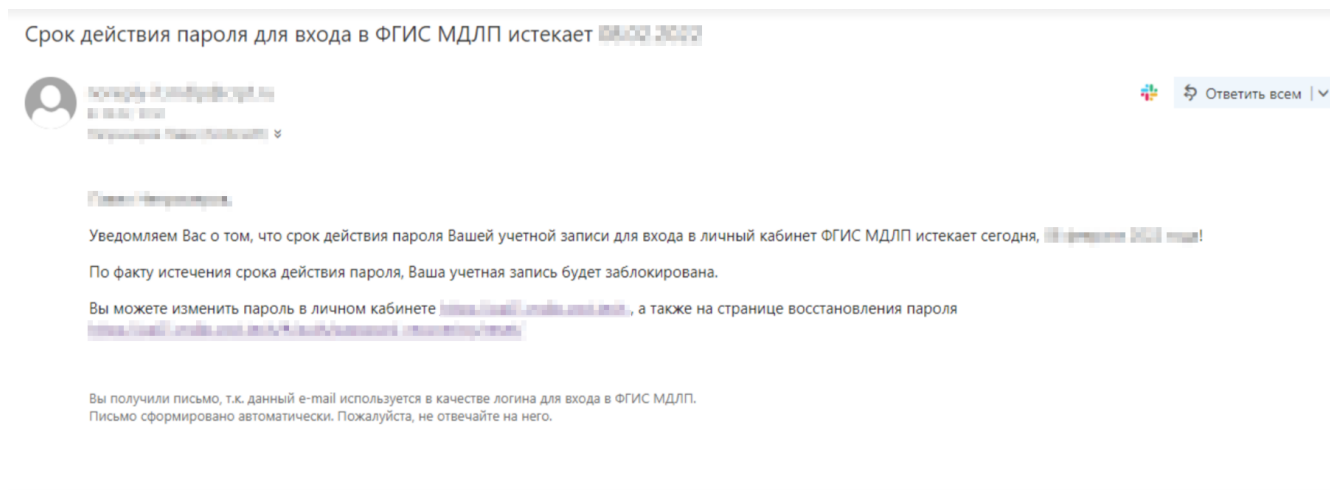 Срок действия пароля для входа в ФГИС МДЛП истекает
Ответить всем
Уведомляем Вас о том, что срок действия пароля Вашей учетной записи для входа в личный кабинет ФГИС МДЛП истекает сегодня, !
По факту истечения срока действия пароля, Ваша учетная запись будет заблокирована.
Вы можете изменить пароль в личном кабинете , а также на странице восстановления пароля
Вы получили письмо, т.к. данный e-mail используется в качестве логина для входа в ФГИС МДЛП.
Письмо сформировано автоматически. Пожалуйста, не отвечайте на него.